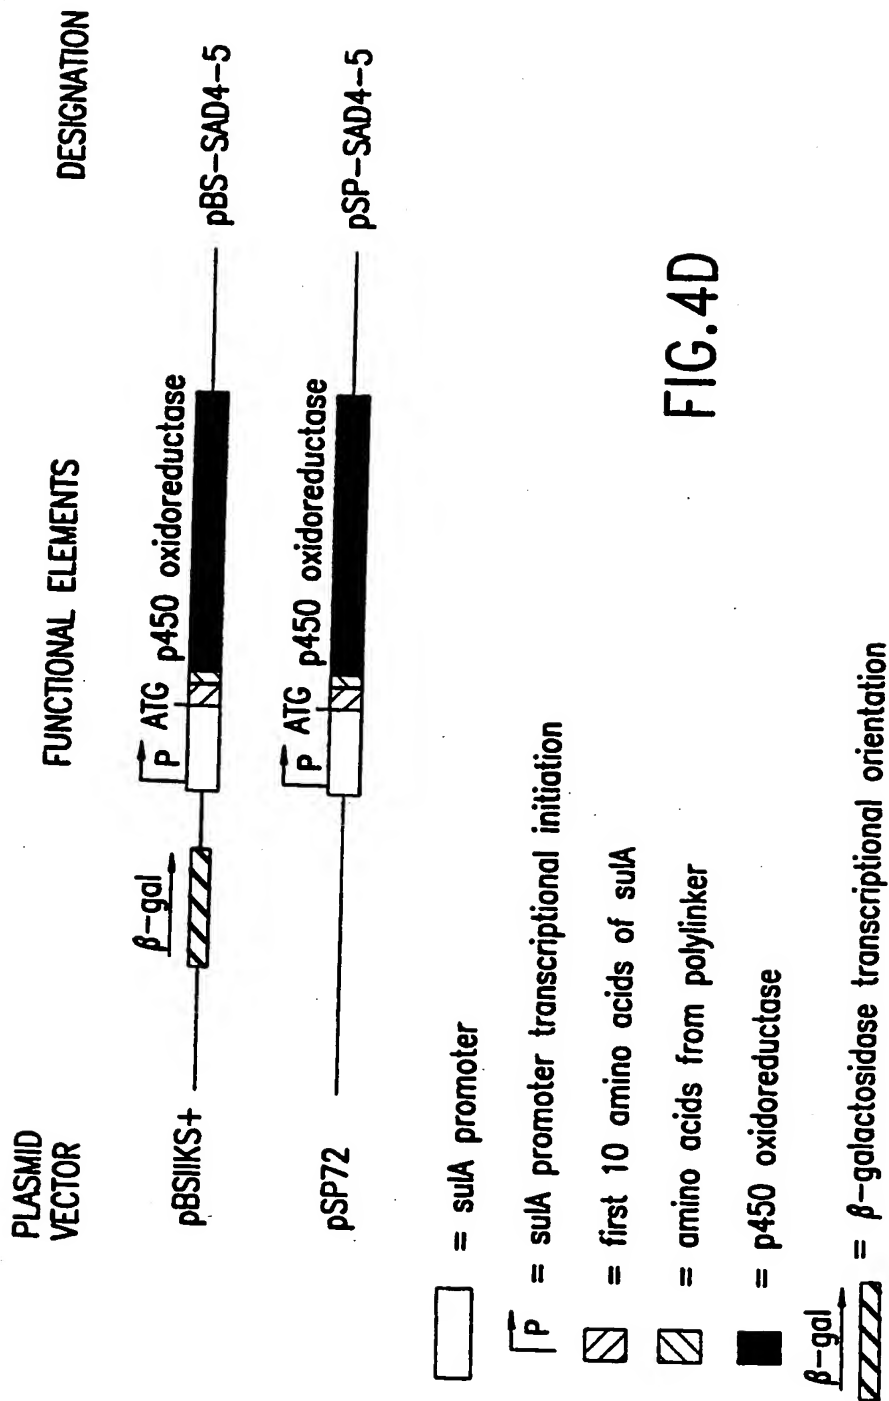 PLASMID
VECTOR
FUNCTIONAL ELEMENTS
DESIGNATION
pBSIIKS+
β-gal
P
ATG
p450 oxidoreductase
pBS-SAD4-5
pSP72
P
ATG
p450 oxidoreductase
pSP-SAD4-5
= sulA promoter
P = sulA promoter transcriptional initiation
= first 10 amino acids of sulA
= amino acids from polylinker
= p450 oxidoreductase
β-gal = β-galactosidase transcriptional orientation
FIG.4D